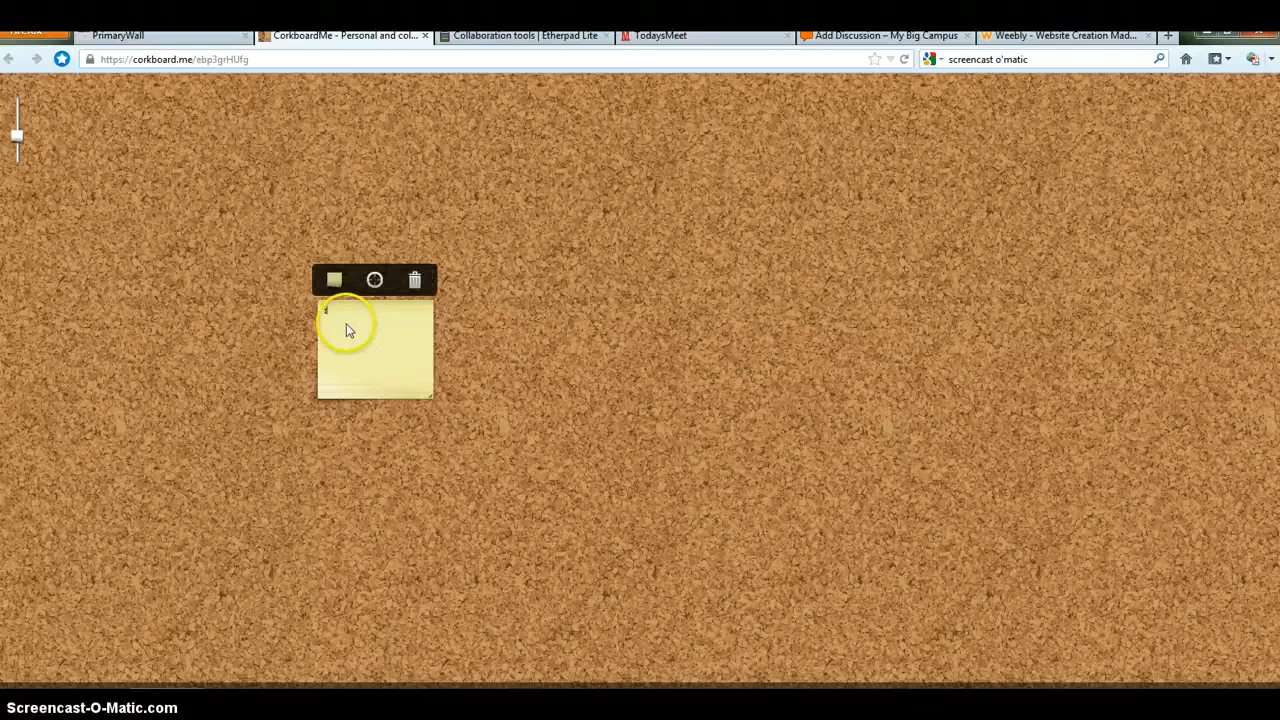 PrimaryWall
CorkboardMe - Personal and col...
Collaboration tools | Etherpad Lite
TodaysMeet
Add Discussion – My Big Campus
Weebly - Website Creation Mad...
https://corkboard.me/ebp3grHUfg
screencast o'matic
Screencast-O-Matic.com